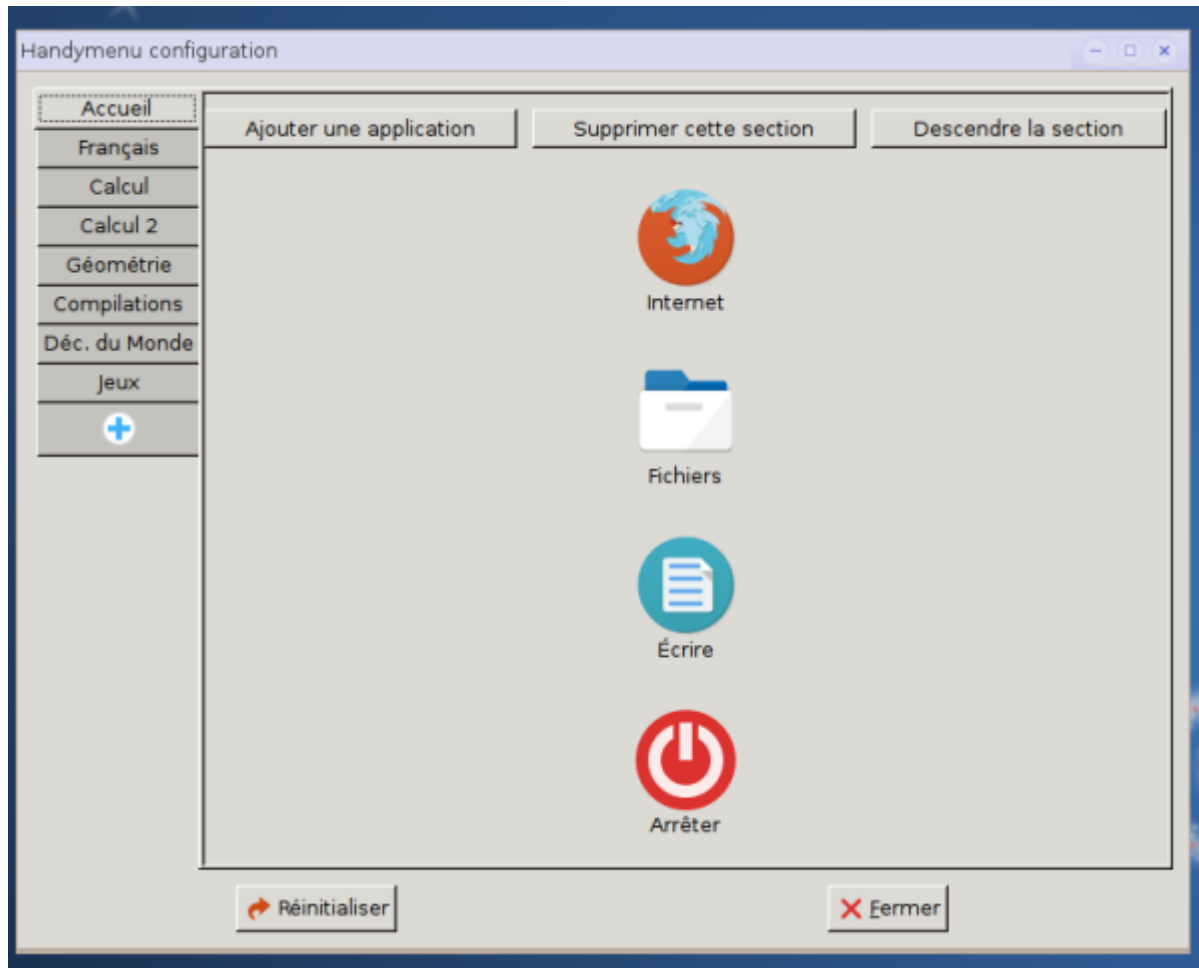 Handymenu configuration
Accueil
Français
Calcul
Calcul 2
Géométrie
Compilations
Déc. du Monde
Jeux
Ajouter une application
Supprimer cette section
Descendre la section
Internet
Fichiers
Écrire
Arrêter
Réinitialiser
Fermer